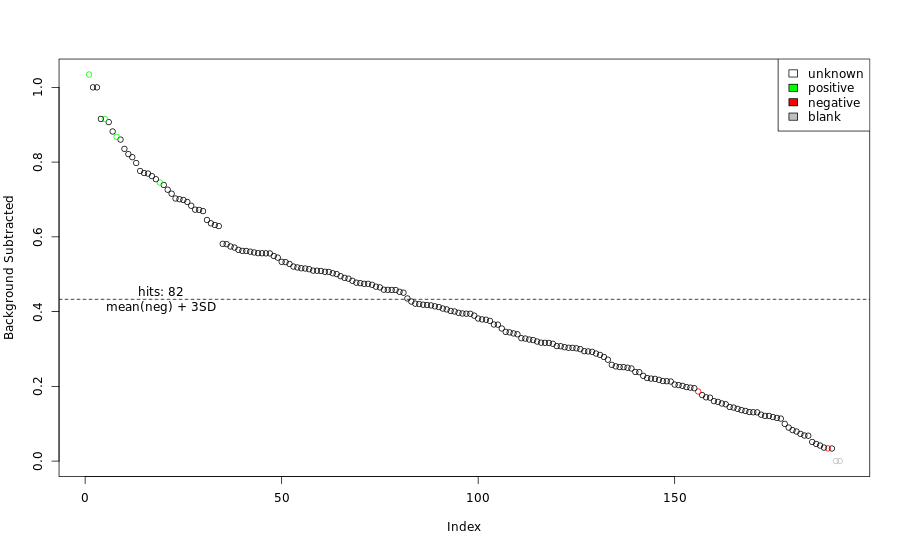 unknown
positive
negative
blank
Background Subtracted
1.0
0.8
0.6
0.4
0.2
0.0
hits: 82
mean(neg) + 3SD
0
50
100
150
Index